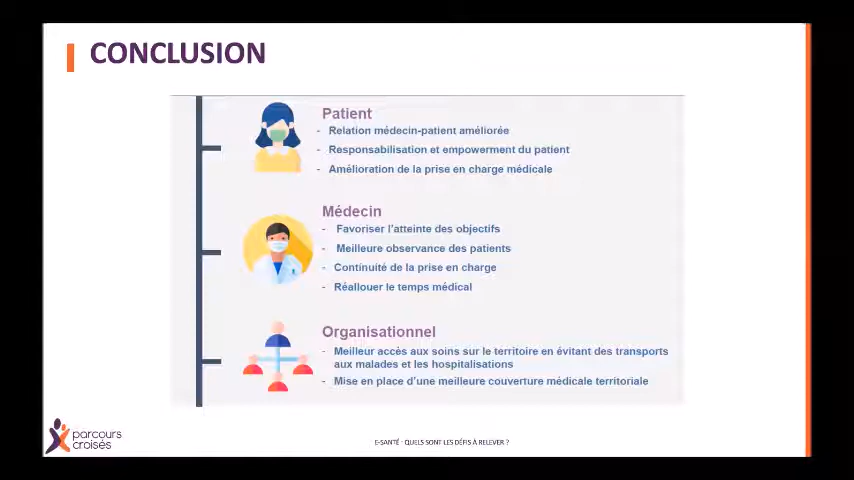 CONCLUSION
Patient
- Relation médecin-patient améliorée
- Responsabilisation et empowerment du patient
- Amélioration de la prise en charge médicale
Médecin
- Favoriser l'atteinte des objectifs
- Meilleure observance des patients
- Continuité de la prise en charge
- Réallouer le temps médical
Organisationnel
- Meilleur accès aux soins sur le territoire en évitant des transports
aux malades et les hospitalisations
- Mise en place d'une meilleure couverture médicale territoriale
parcours
croisés
E-SANTÉ - QUELS SONT LES DÉFIS À RELEVER ?